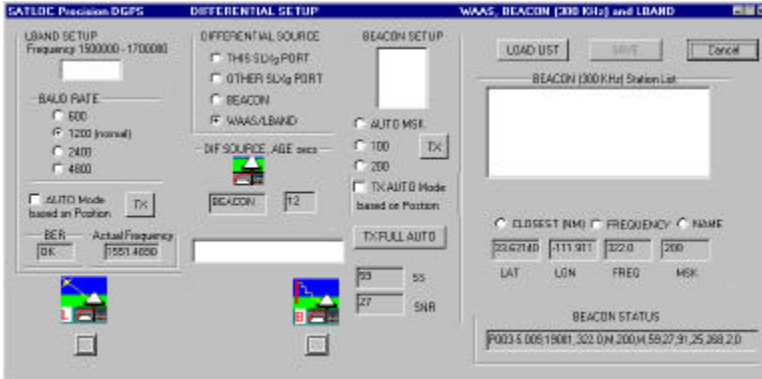 SATLOC Precision DGPS DIFFERENTIAL SETUP WAAS, BEACON (300 KHz) and LBAND
LBAND SETUP
Frequency 1500000 - 1700000
BAUD RATE
600
1200 (normal)
2400
4800
AUTO Mode
based on Position
TX
BER Actual Frequency
OK 1551.4890
L
DIFFERENTIAL SOURCE
THIS SLXg PORT
OTHER SLXg PORT
BEACON
WAAS/LBAND
DIF SOURCE, AGE secs
BEACON 12
B
BEACON SETUP
AUTO MSK
100
200
TX
TX AUTO Mode
based on Position
TX FULL AUTO
SS
27 SNR
LOAD LIST SAVE Cancel
BEACON (300 KHz) Station List
CLOSEST (NM) FREQUENCY NAME
-111.911 322.0 200
LAT LON FREQ MSK
BEACON STATUS